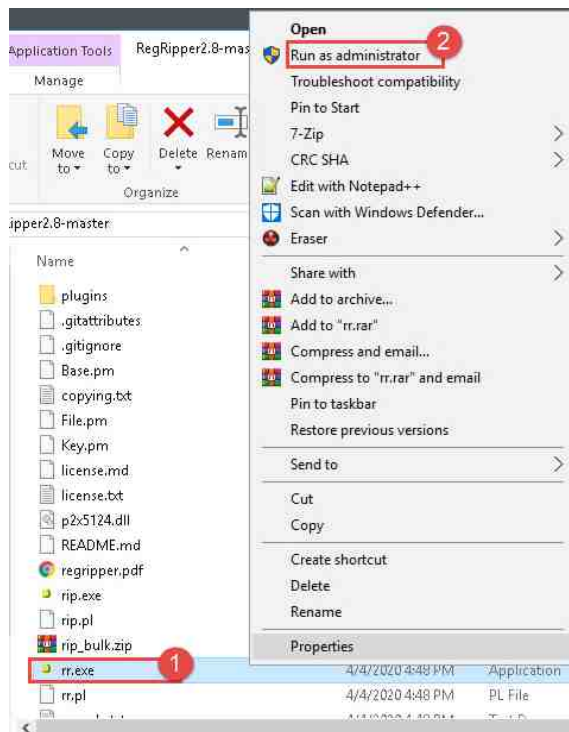 Application Tools
RegRipper2.8-mas
Manage
Move to
Copy to
Delete
Renam
cut
Organize
ipper2.8-master
Name
plugins
.gitattributes
.gitignore
Base.pm
copying.txt
File.pm
Key.pm
license.md
license.txt
p2x5124.dll
README.md
regripper.pdf
rip.exe
rip.pl
rip_bulk.zip
rr.exe
1
4/4/2020 4:48 PM
Application
rr.pl
4/4/2020 4:48 PM
PL File
Open
2
Run as administrator
Troubleshoot compatibility
Pin to Start
7-Zip
CRC SHA
Edit with Notepad++
Scan with Windows Defender...
Eraser
Share with
Add to archive...
Add to "rr.rar"
Compress and email...
Compress to "rr.rar" and email
Pin to taskbar
Restore previous versions
Send to
Cut
Copy
Create shortcut
Delete
Rename
Properties